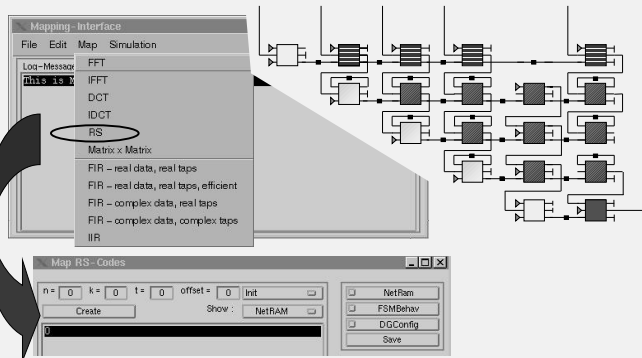 Mapping-Interface
File Edit Map Simulation
Log-Message
This is
FFT
IFFT
DCT
IDCT
RS
Matrix x Matrix
FIR – real data, real taps
FIR – real data, real taps, efficient
FIR – complex data, real taps
FIR – complex data, complex taps
IIR
Map RS-Codes
n = 0 k = 0 t = 0 offset = 0 Init
Create Show : NetRAM
0
NetRam
FSMBehav
DGConfig
Save